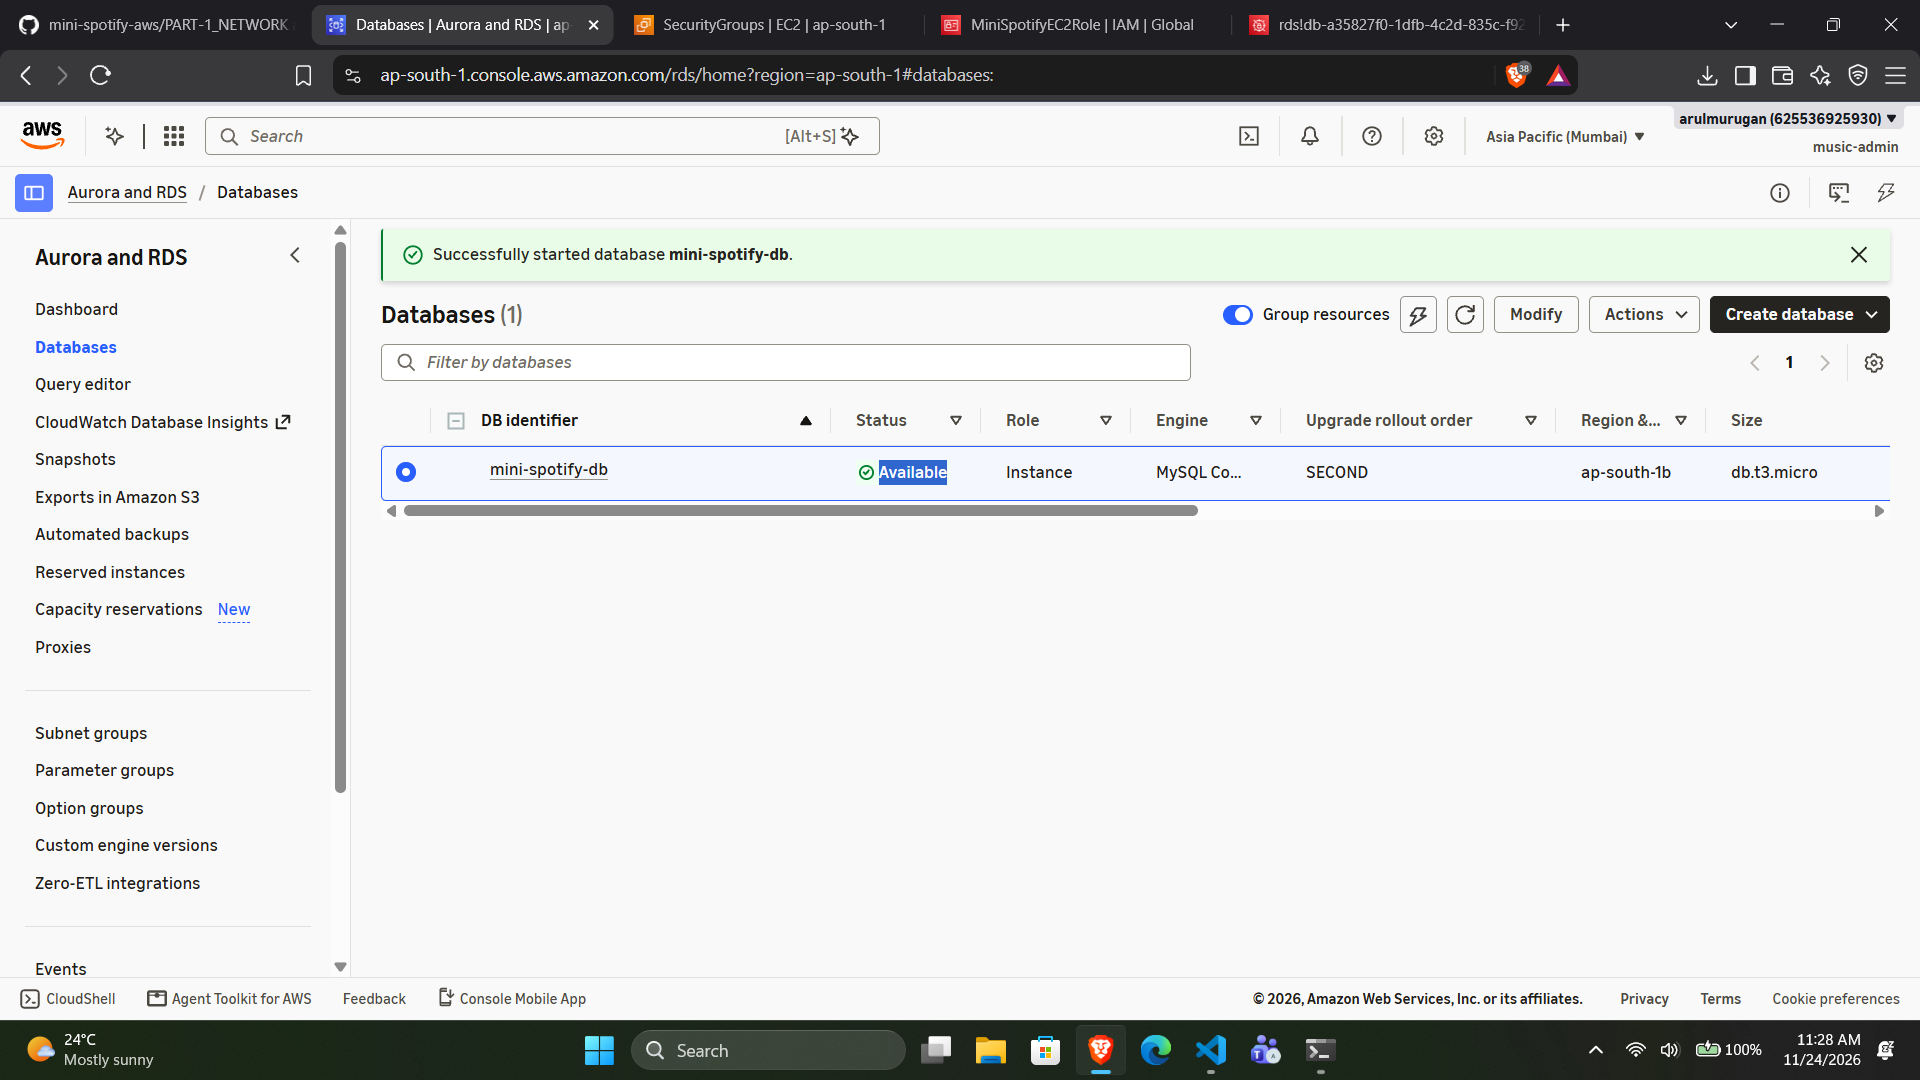 mini-spotify-aws/PART-1_NETWORK
Databases | Aurora and RDS | ap-
SecurityGroups | EC2 | ap-south-1
MiniSpotifyEC2Role | IAM | Global
rds!db-a35827f0-1dfb-4c2d-835c-f92
ap-south-1.console.aws.amazon.com/rds/home?region=ap-south-1#databases:
38
aws
Search
[Alt+S]
Asia Pacific (Mumbai)
arulmurugan (625536925930)
music-admin
Aurora and RDS / Databases
Aurora and RDS
Dashboard
Databases
Query editor
CloudWatch Database Insights
Snapshots
Exports in Amazon S3
Automated backups
Reserved instances
Capacity reservations New
Proxies
Subnet groups
Parameter groups
Option groups
Custom engine versions
Zero-ETL integrations
Events
Successfully started database mini-spotify-db.
Databases (1)
Group resources
Modify
Actions
Create database
Filter by databases
1
DB identifier Status Role Engine Upgrade rollout order Region &... Size
mini-spotify-db Available Instance MySQL Co... SECOND ap-south-1b db.t3.micro
CloudShell
Agent Toolkit for AWS
Feedback
Console Mobile App
© 2026, Amazon Web Services, Inc. or its affiliates.
Privacy
Terms
Cookie preferences
24°C
Mostly sunny
Search
100%
11:28 AM
11/24/2026